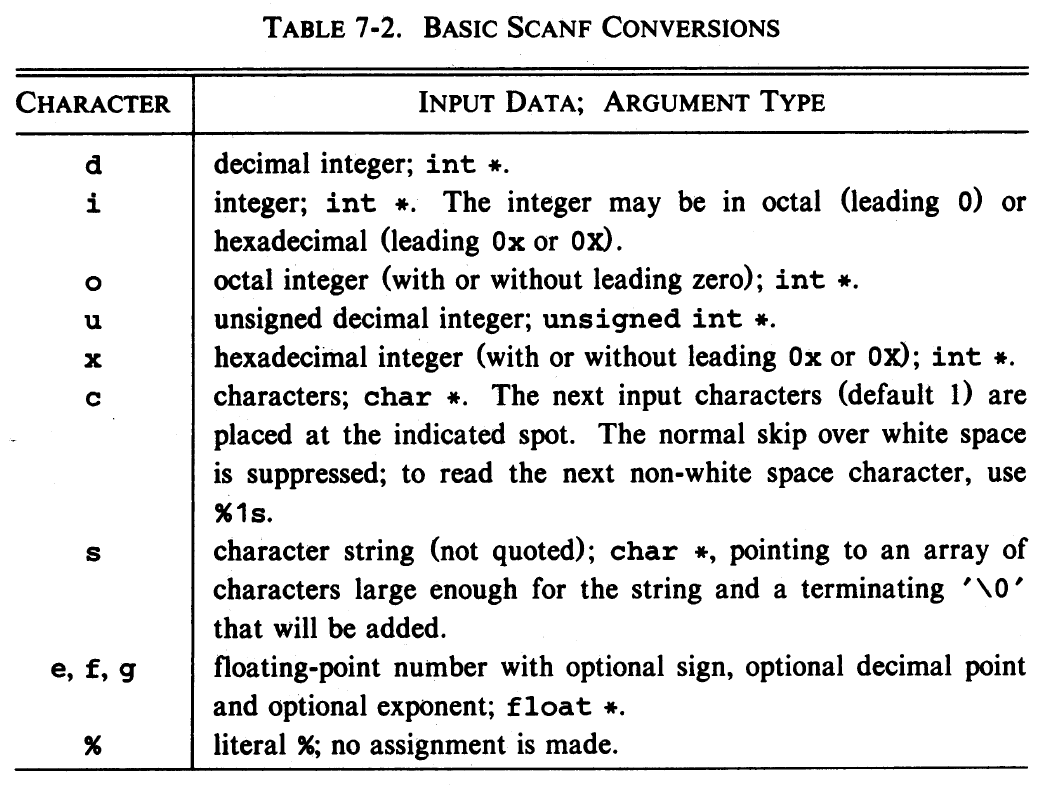 TABLE 7-2. BASIC SCANF CONVERSIONS
CHARACTER INPUT DATA; ARGUMENT TYPE
d decimal integer; int *.
i integer; int *. The integer may be in octal (leading 0) or
hexadecimal (leading 0x or 0X).
o octal integer (with or without leading zero); int *.
u unsigned decimal integer; unsigned int *.
x hexadecimal integer (with or without leading 0x or 0X); int *.
c characters; char *. The next input characters (default 1) are
placed at the indicated spot. The normal skip over white space
is suppressed; to read the next non-white space character, use
%1s.
s character string (not quoted); char *, pointing to an array of
characters large enough for the string and a terminating '\0'
that will be added.
e, f, g floating-point number with optional sign, optional decimal point
and optional exponent; float *.
% literal %; no assignment is made.